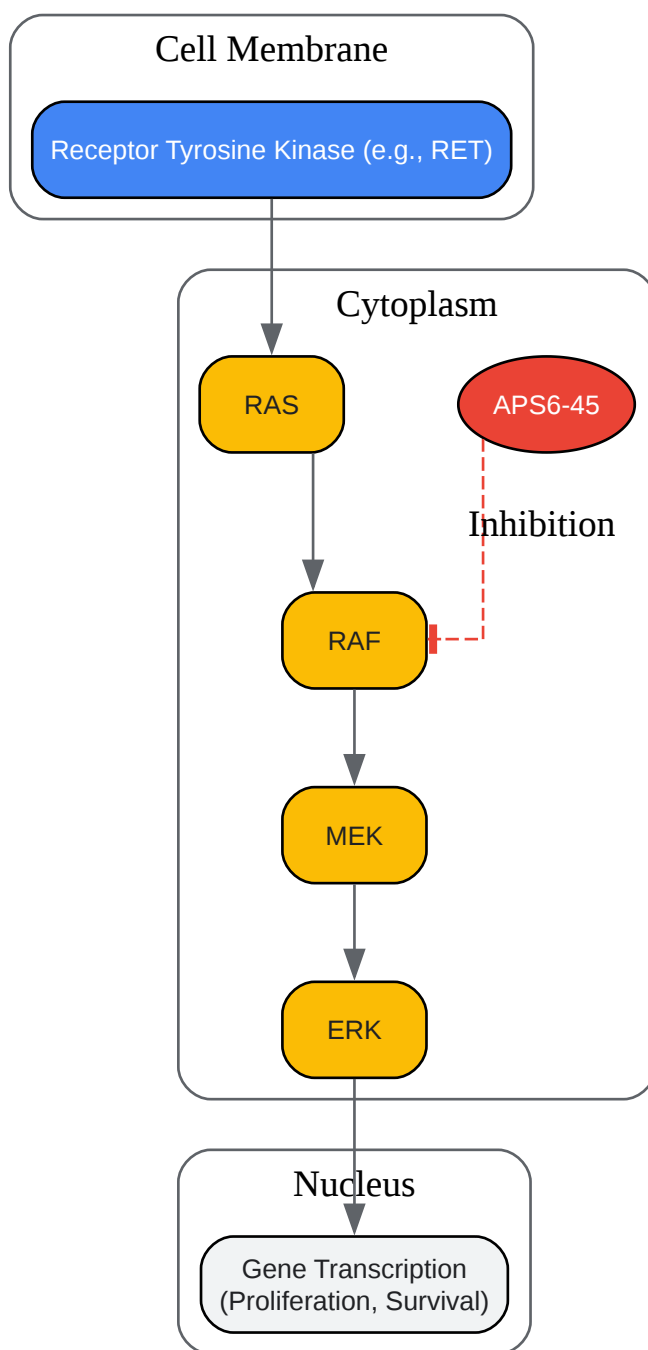 Cell Membrane
Receptor Tyrosine Kinase (e.g., RET)
Cytoplasm
RAS
APS6-45
Inhibition
RAF
MEK
ERK
Nucleus
Gene Transcription
(Proliferation, Survival)